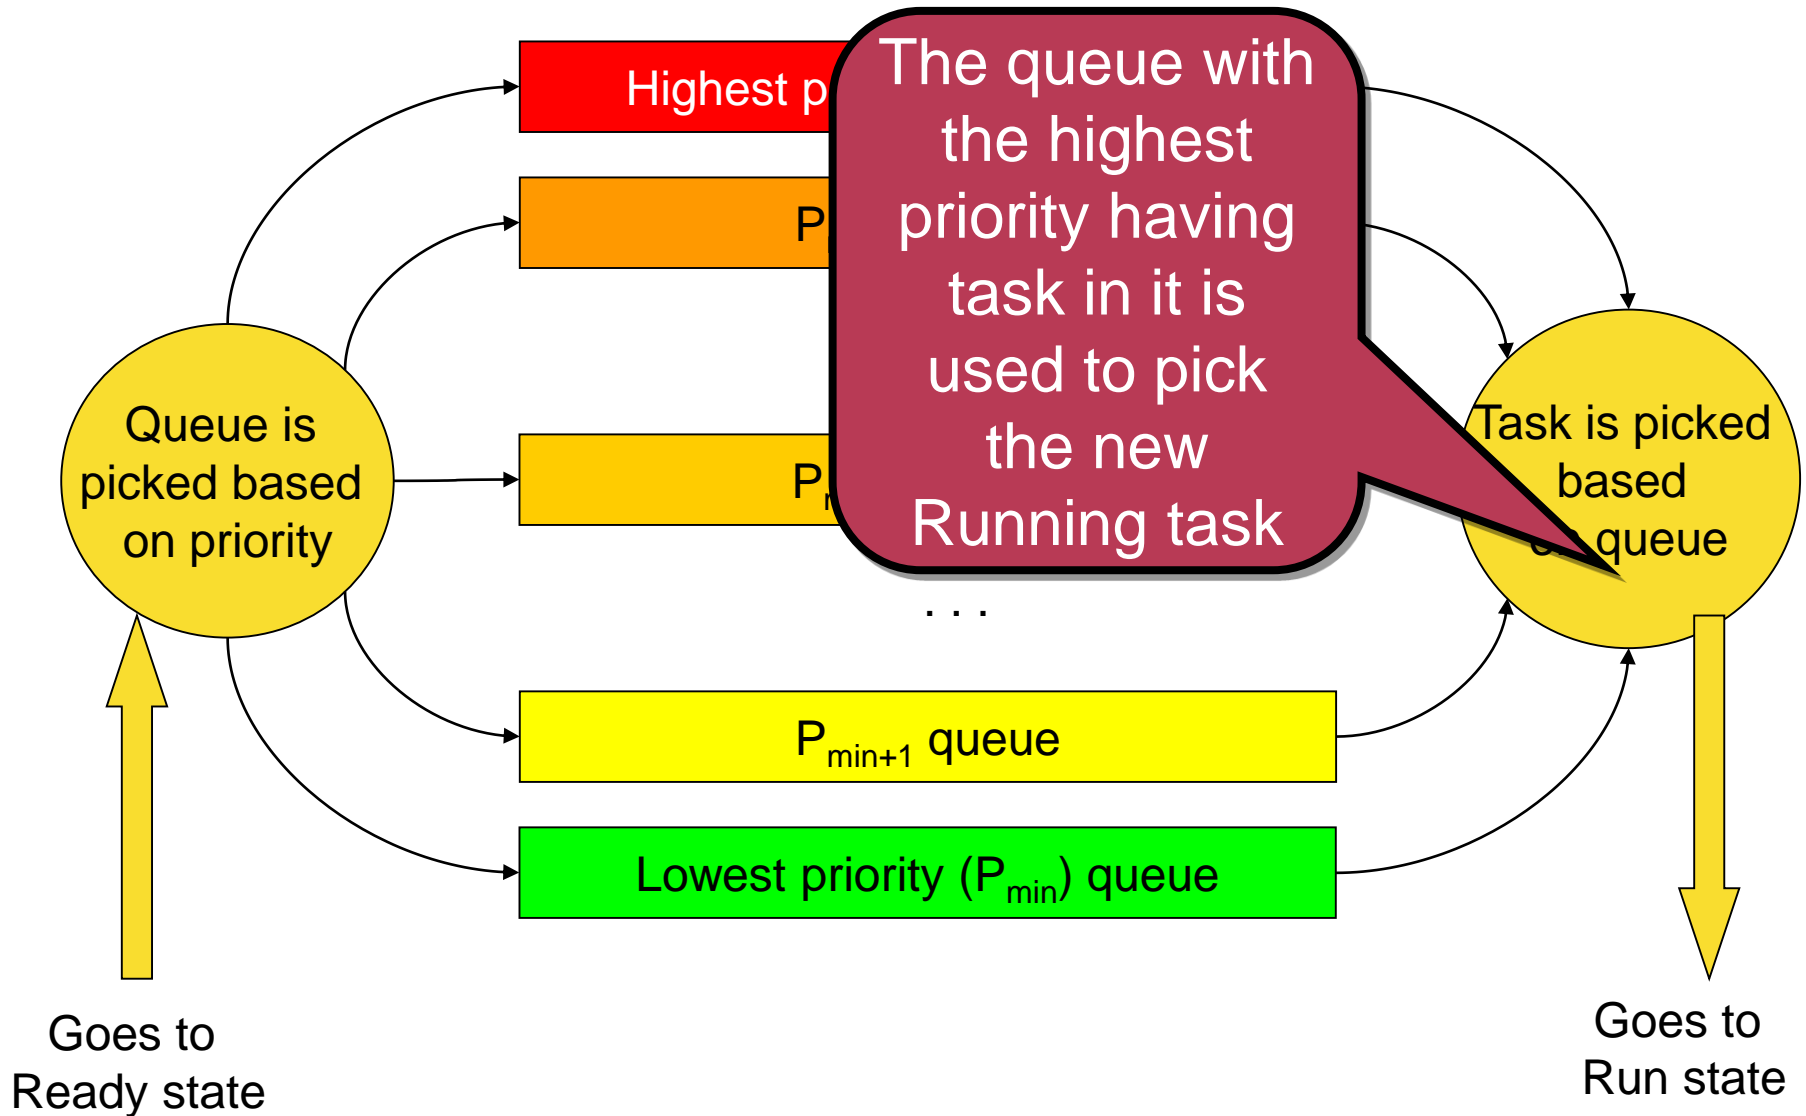 Highest p
The queue with
the highest
priority having
task in it is
used to pick
the new
Running task
P
P
Queue is
picked based
on priority
Task is picked
based
queue
. . .
Pmin+1 queue
Lowest priority (Pmin) queue
Goes to
Ready state
Goes to
Run state